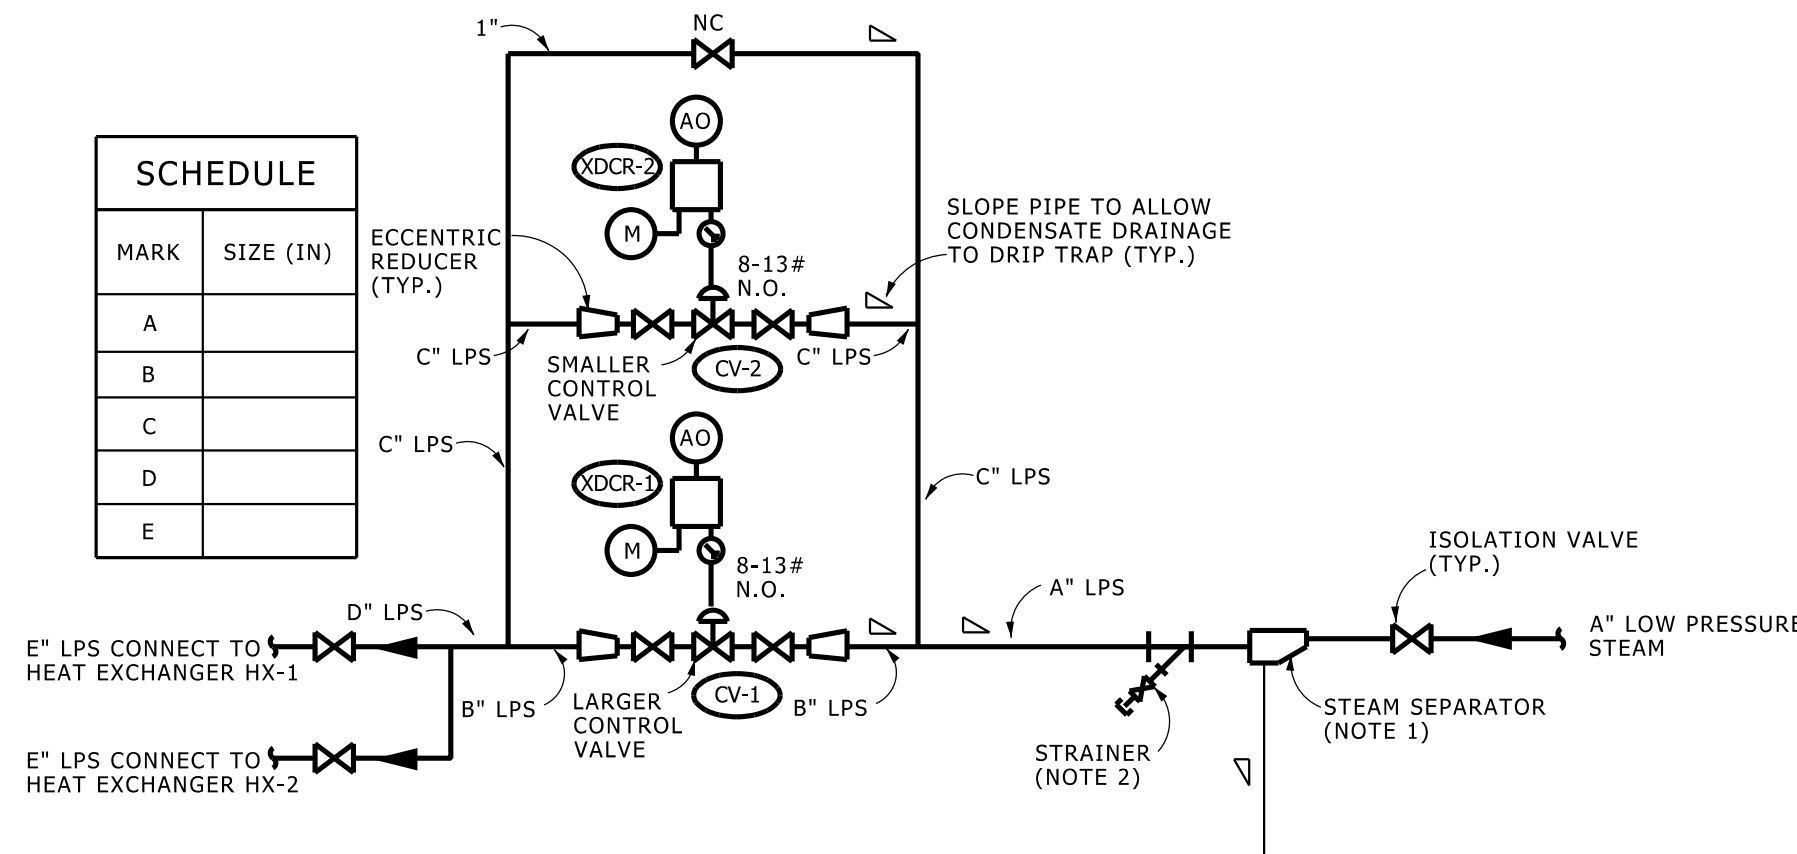 1"
NC
AO
XDCR-2
M
SCHEDULE
MARK SIZE (IN)
A
B
C
D
E
ECCENTRIC
REDUCER
(TYP.)
8-13#
N.O.
SLOPE PIPE TO ALLOW
CONDENSATE DRAINAGE
TO DRIP TRAP (TYP.)
C" LPS
SMALLER
CONTROL
VALVE
CV-2
C" LPS
C" LPS
AO
XDCR-1
M
8-13#
N.O.
C" LPS
ISOLATION VALVE
(TYP.)
A" LPS
D" LPS
E" LPS CONNECT TO
HEAT EXCHANGER HX-1
A" LOW PRESSURE
STEAM
B" LPS
LARGER
CONTROL
VALVE
CV-1
B" LPS
STEAM SEPARATOR
(NOTE 1)
STRAINER
(NOTE 2)
E" LPS CONNECT TO
HEAT EXCHANGER HX-2